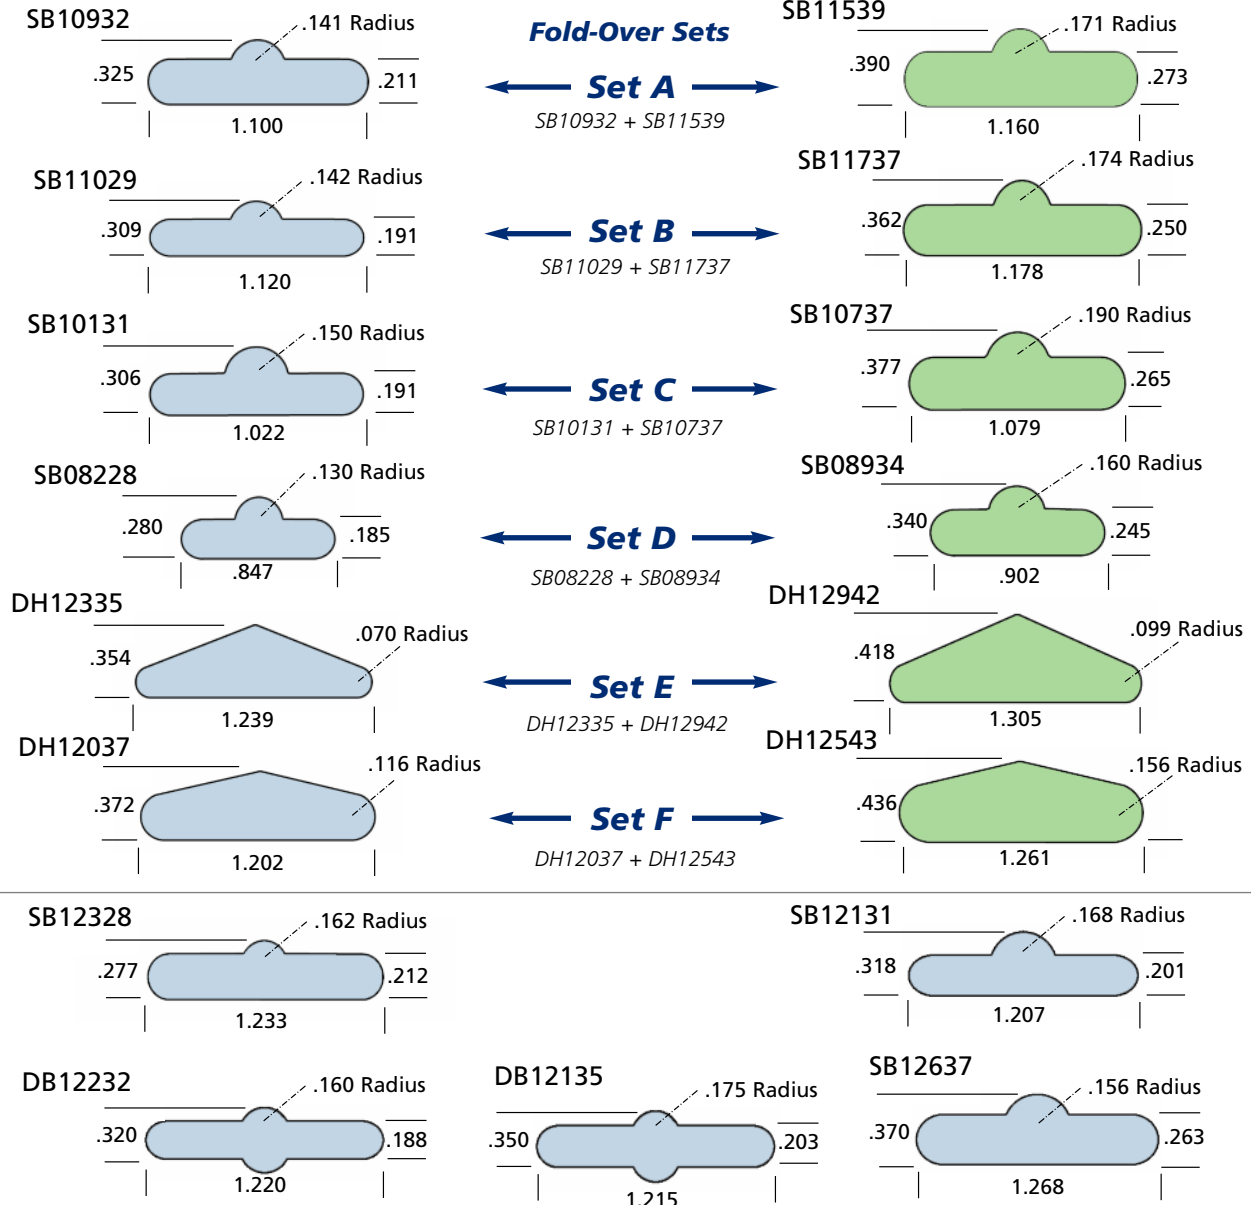 SB10932
.141 Radius
.325
.211
1.100
Fold-Over Sets
Set A
SB10932 + SB11539
SB11539
.171 Radius
.390
.273
1.160
SB11029
.142 Radius
.309
.191
1.120
Set B
SB11029 + SB11737
SB11737
.174 Radius
.362
.250
1.178
SB10131
.150 Radius
.306
.191
1.022
Set C
SB10131 + SB10737
SB10737
.190 Radius
.377
.265
1.079
SB08228
.130 Radius
.280
.185
.847
Set D
SB08228 + SB08934
SB08934
.160 Radius
.340
.245
.902
DH12335
.070 Radius
.354
1.239
Set E
DH12335 + DH12942
DH12942
.099 Radius
.418
1.305
DH12037
.116 Radius
.372
1.202
Set F
DH12037 + DH12543
DH12543
.156 Radius
.436
1.261
SB12328
.162 Radius
.277
.212
1.233
SB12131
.168 Radius
.318
.201
1.207
DB12232
.160 Radius
.320
.188
1.220
DB12135
.175 Radius
.350
.203
1.215
SB12637
.156 Radius
.370
.263
1.268